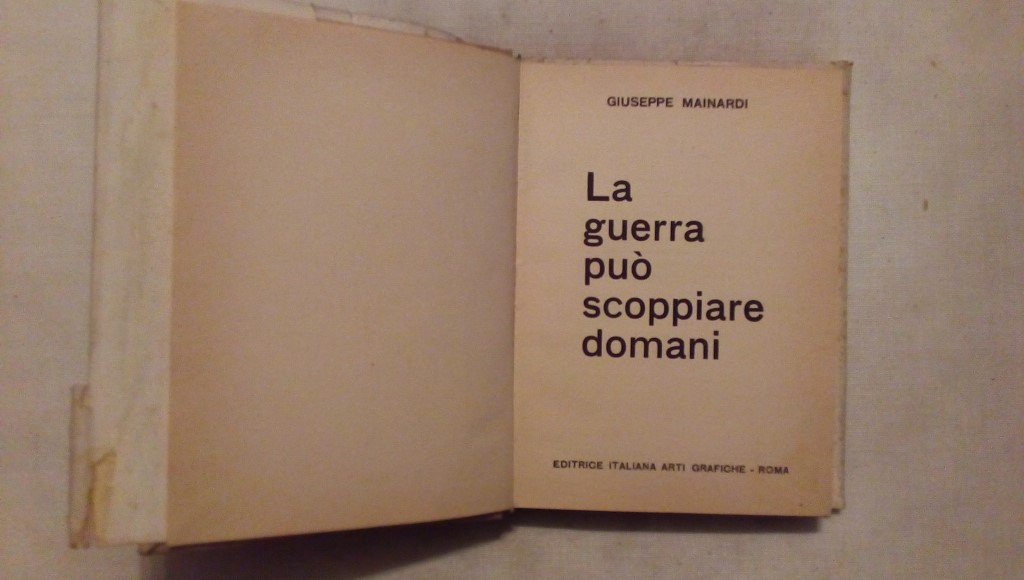 GIUSEPPE MAINARDI
La
guerra
può
scoppiare
domani
EDITRICE ITALIANA ARTI GRAFICHE - ROMA